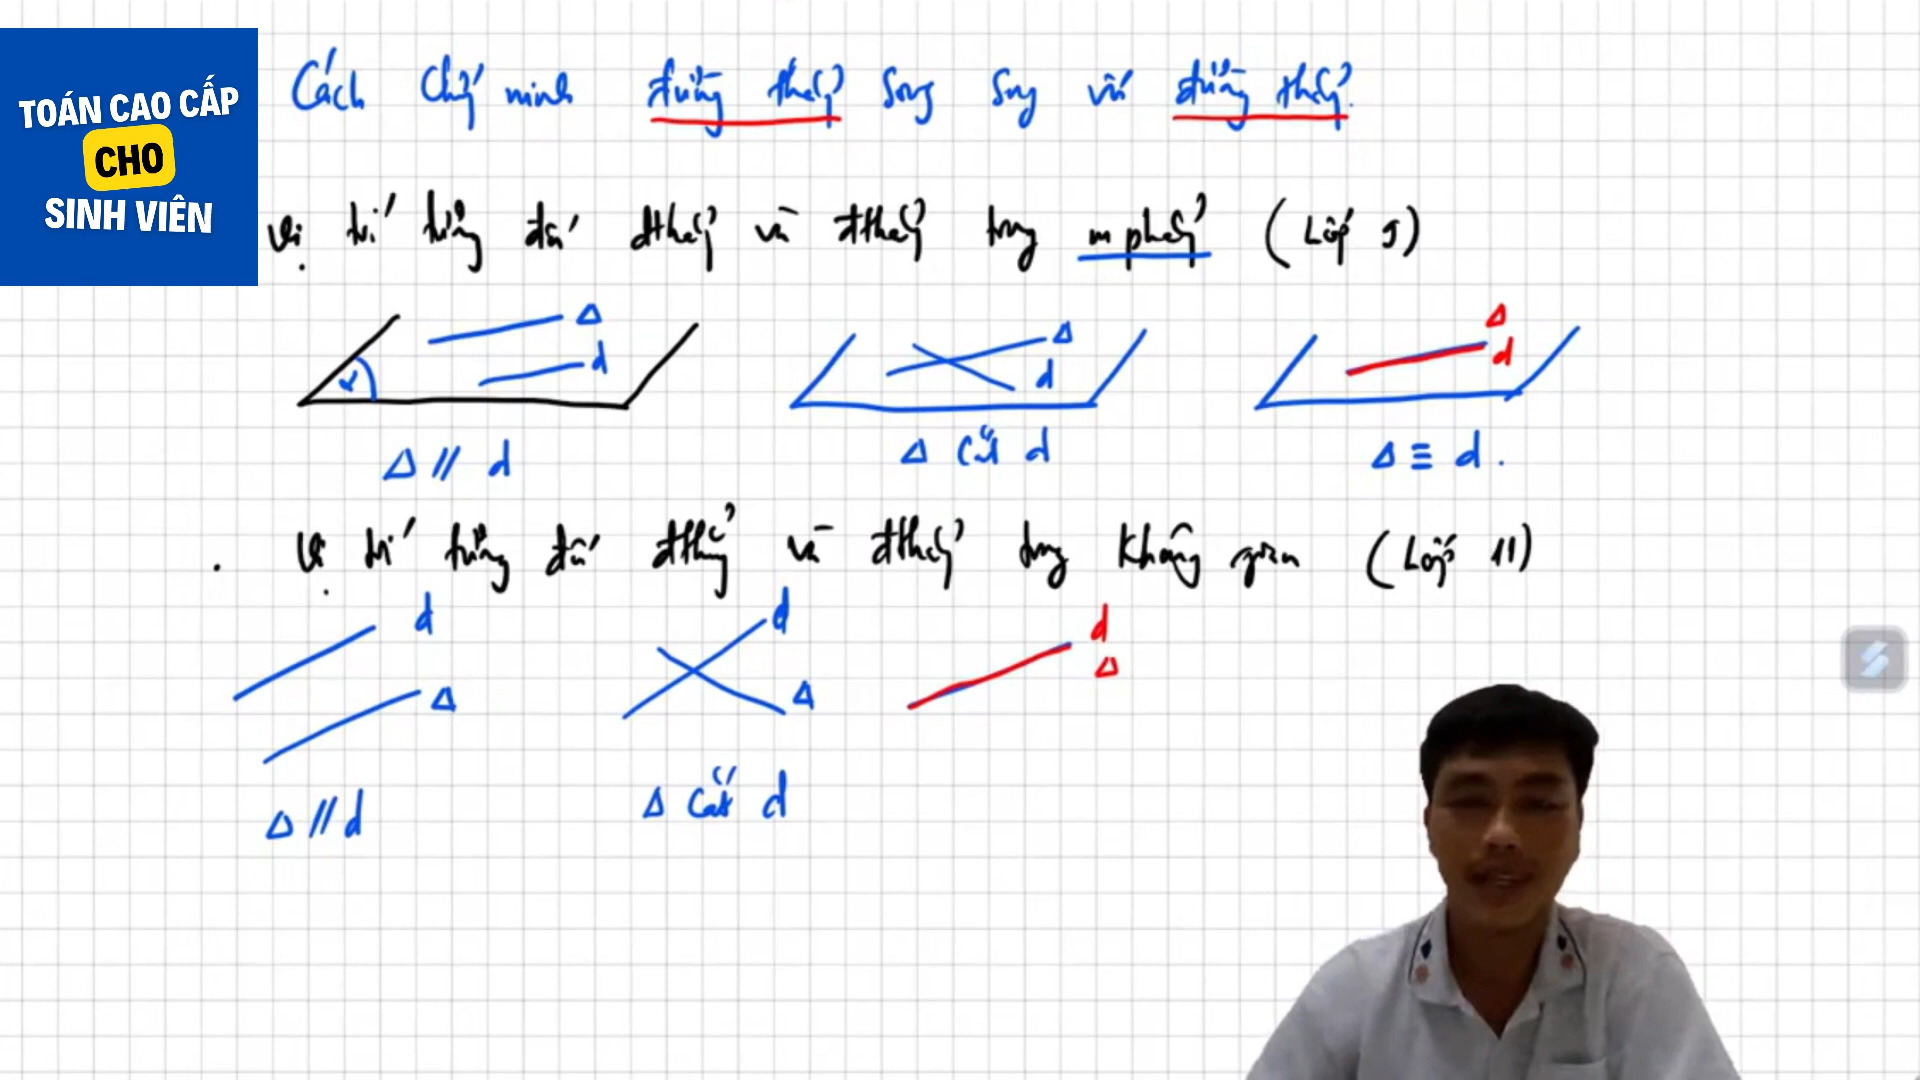 TOÁN CAO CẤP
CHO
SINH VIÊN
Cách Chứng minh đường thẳng song song với đường thẳng.
Vị trí tương đối đthẳng và đthẳng trong mphẳng (Lớp 9)
Δ
d
α
Δ
d
Δ
d
Δ // d
Δ cắt d
Δ ≡ d.
. Vị trí tương đối đthẳng và đthẳng trong không gian (Lớp 11)
d
Δ
d
Δ
d
Δ
Δ // d
Δ cắt d